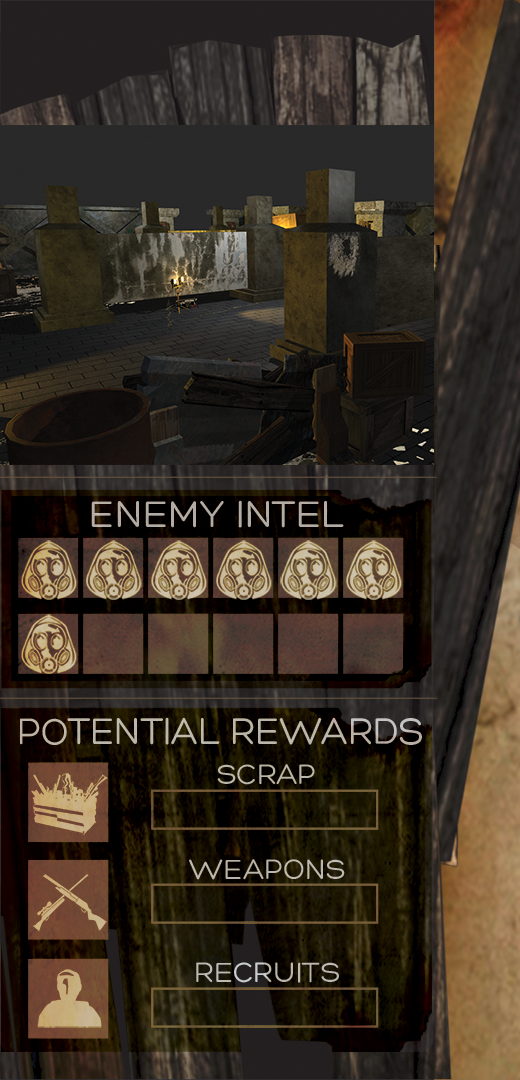 ENEMY INTEL
POTENTIAL REWARDS
SCRAP
WEAPONS
RECRUITS